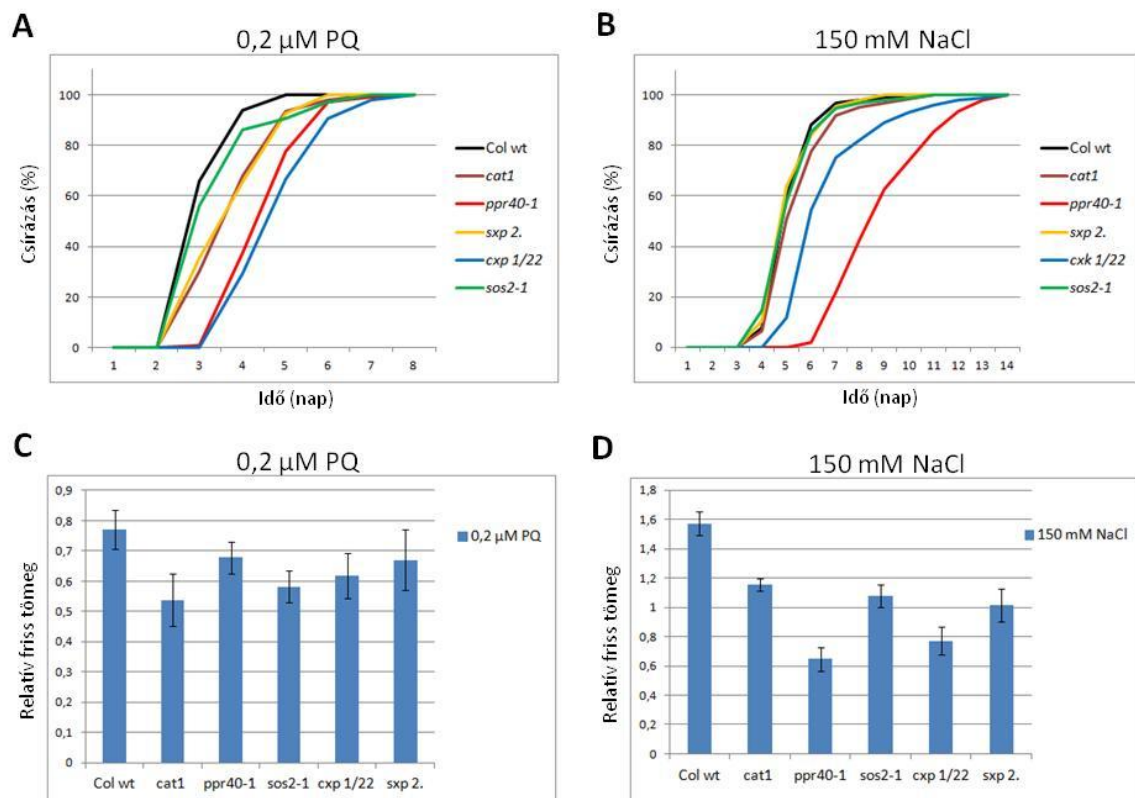 A
0,2 µM PQ
Csírázás (%)
100
80
60
40
20
0
1 2 3 4 5 6 7 8
Idő (nap)
Col wt
cat1
ppr40-1
sxp 2.
cxp 1/22
sos2-1
B
150 mM NaCl
Csírázás (%)
100
80
60
40
20
0
1 2 3 4 5 6 7 8 9 10 11 12 13 14
Idő (nap)
Col wt
cat1
ppr40-1
sxp 2.
cxk 1/22
sos2-1
C
0,2 µM PQ
Relatív friss tömeg
0,9
0,8
0,7
0,6
0,5
0,4
0,3
0,2
0,1
0
Col wt cat1 ppr40-1 sos2-1 cxp 1/22 sxp 2.
0,2 µM PQ
D
150 mM NaCl
Relatív friss tömeg
1,8
1,6
1,4
1,2
1
0,8
0,6
0,4
0,2
0
Col wt cat1 ppr40-1 sos2-1 cxp 1/22 sxp 2.
150 mM NaCl